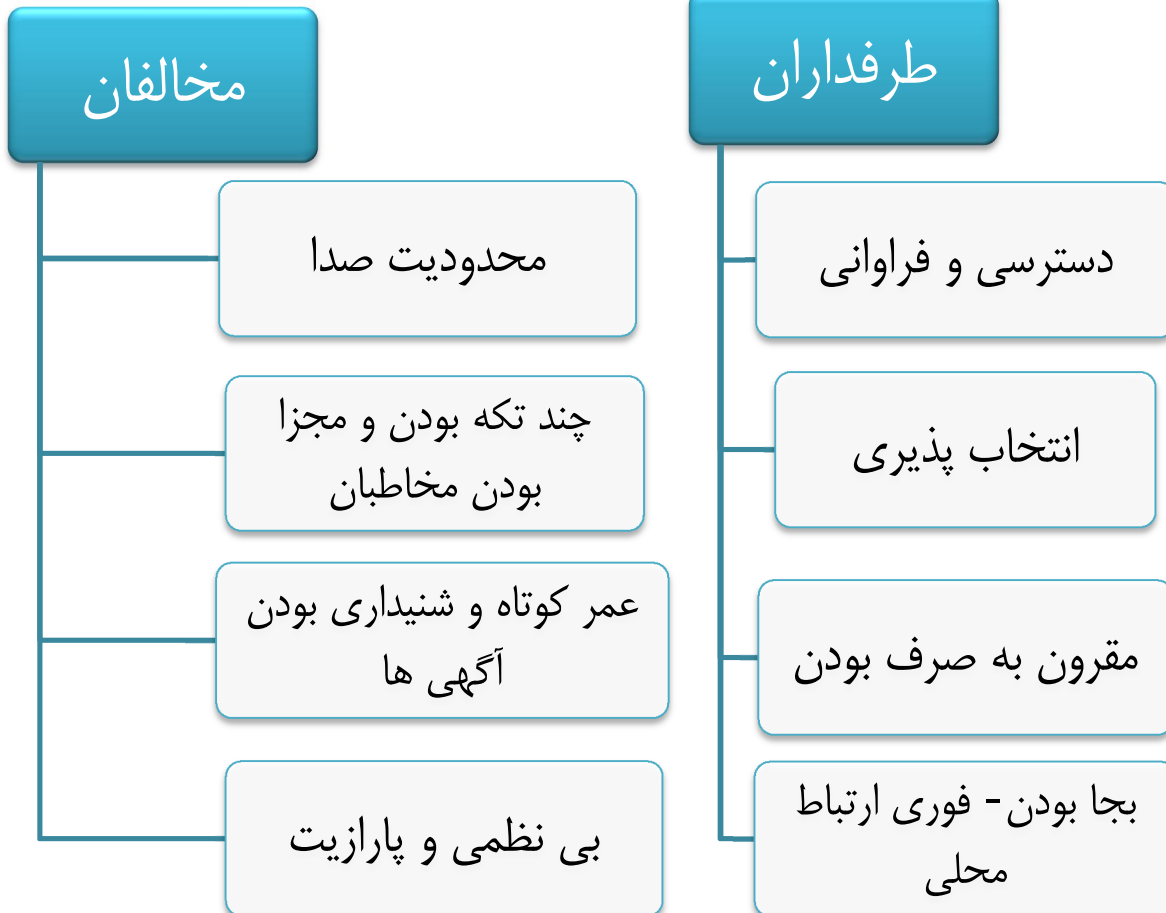 طرفداران
دسترسی و فراوانی
انتخاب پذیری
مقرون به صرف بودن
بجا بودن- فوری ارتباط
محلی
مخالفان
محدودیت صدا
چند تکه بودن و مجزا
بودن مخاطبان
عمر کوتاه و شنیداری بودن
آگهی ها
بی نظمی و پارازیت